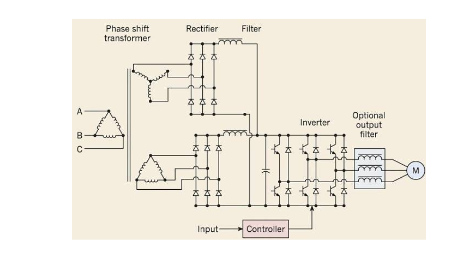 Phase shift
transformer
Rectifier
Filter
A
B
C
Inverter
Optional
output
filter
M
Input
Controller